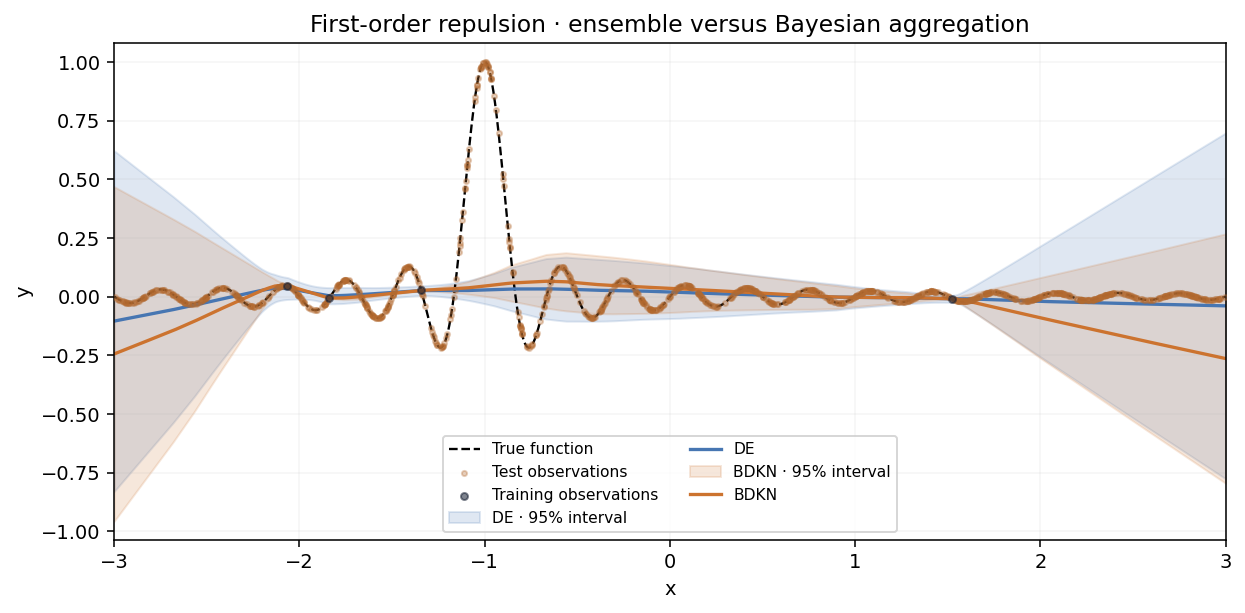 First-order repulsion · ensemble versus Bayesian aggregation
1.00
0.75
0.50
0.25
0.00
−0.25
−0.50
−0.75
−1.00
y
True function
Test observations
Training observations
DE · 95% interval
DE
BDKN · 95% interval
BDKN
−3
−2
−1
0
1
2
3
x